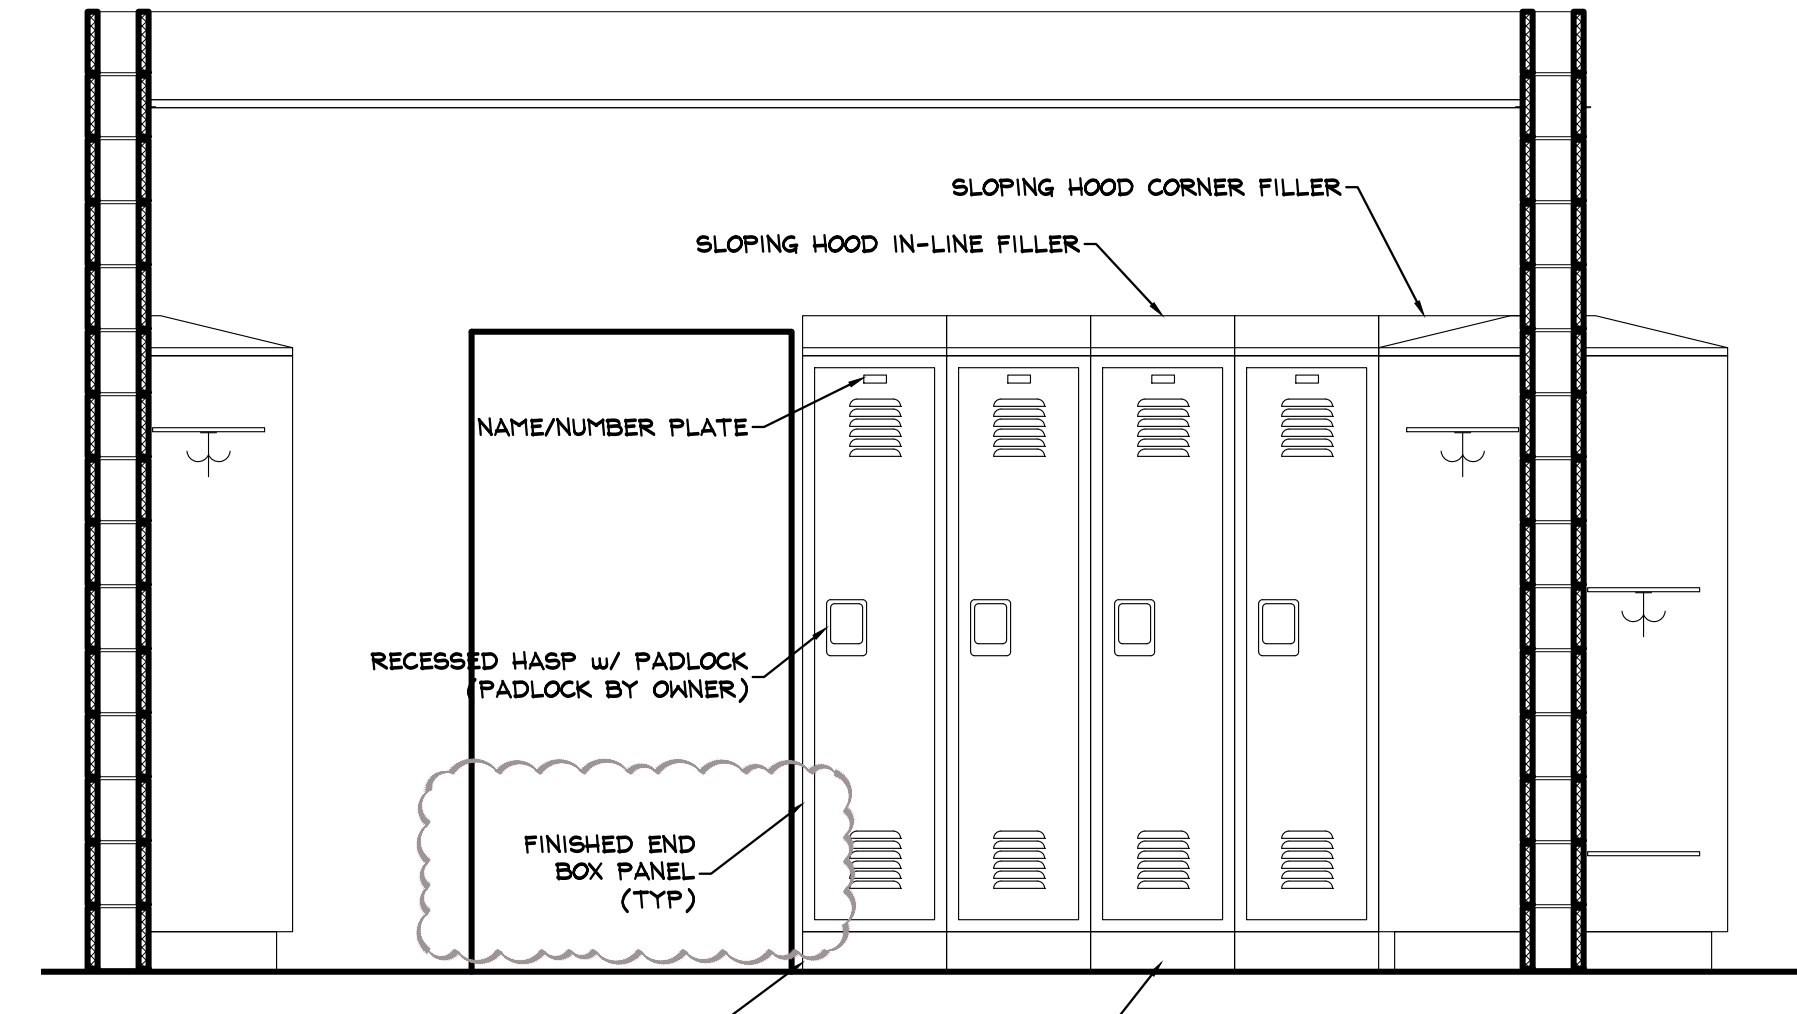 SLOPING HOOD CORNER FILLER
SLOPING HOOD IN-LINE FILLER
NAME/NUMBER PLATE
RECESSED HASP w/ PADLOCK
(PADLOCK BY OWNER)
FINISHED END
BOX PANEL
(TYP)